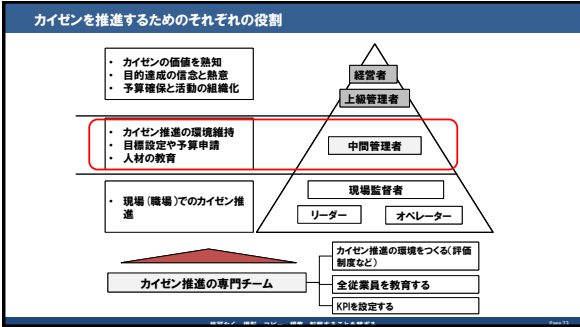 カイゼンを推進するためのそれぞれの役割
• カイゼンの価値を熟知
• 目的達成の信念と熱意
• 予算確保と活動の組織化
経営者
上級管理者
• カイゼン推進の環境維持
• 目標設定や予算申請
• 人材の教育
中間管理者
• 現場(職場)でのカイゼン推
進
現場監督者
リーダー
オペレーター
カイゼン推進の専門チーム
カイゼン推進の環境をつくる(評価
制度など)
全従業員を教育する
KPIを設定する